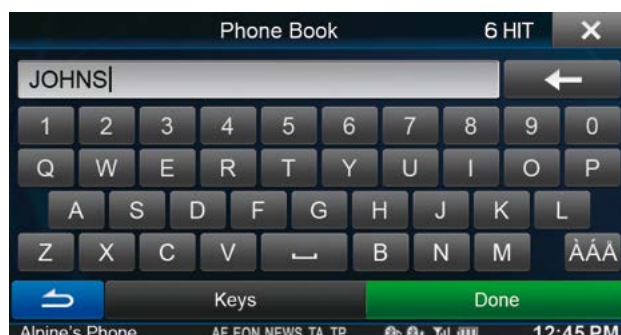 Phone Book 6 HIT X
JOHNS
1 2 3 4 5 6 7 8 9 0
Q W E R T Y U I O P
A S D F G H J K L
Z X C V B N M ÀÁÂ
Keys Done
Alpine's Phone AF EON NEWS TA TP 12:45 PM